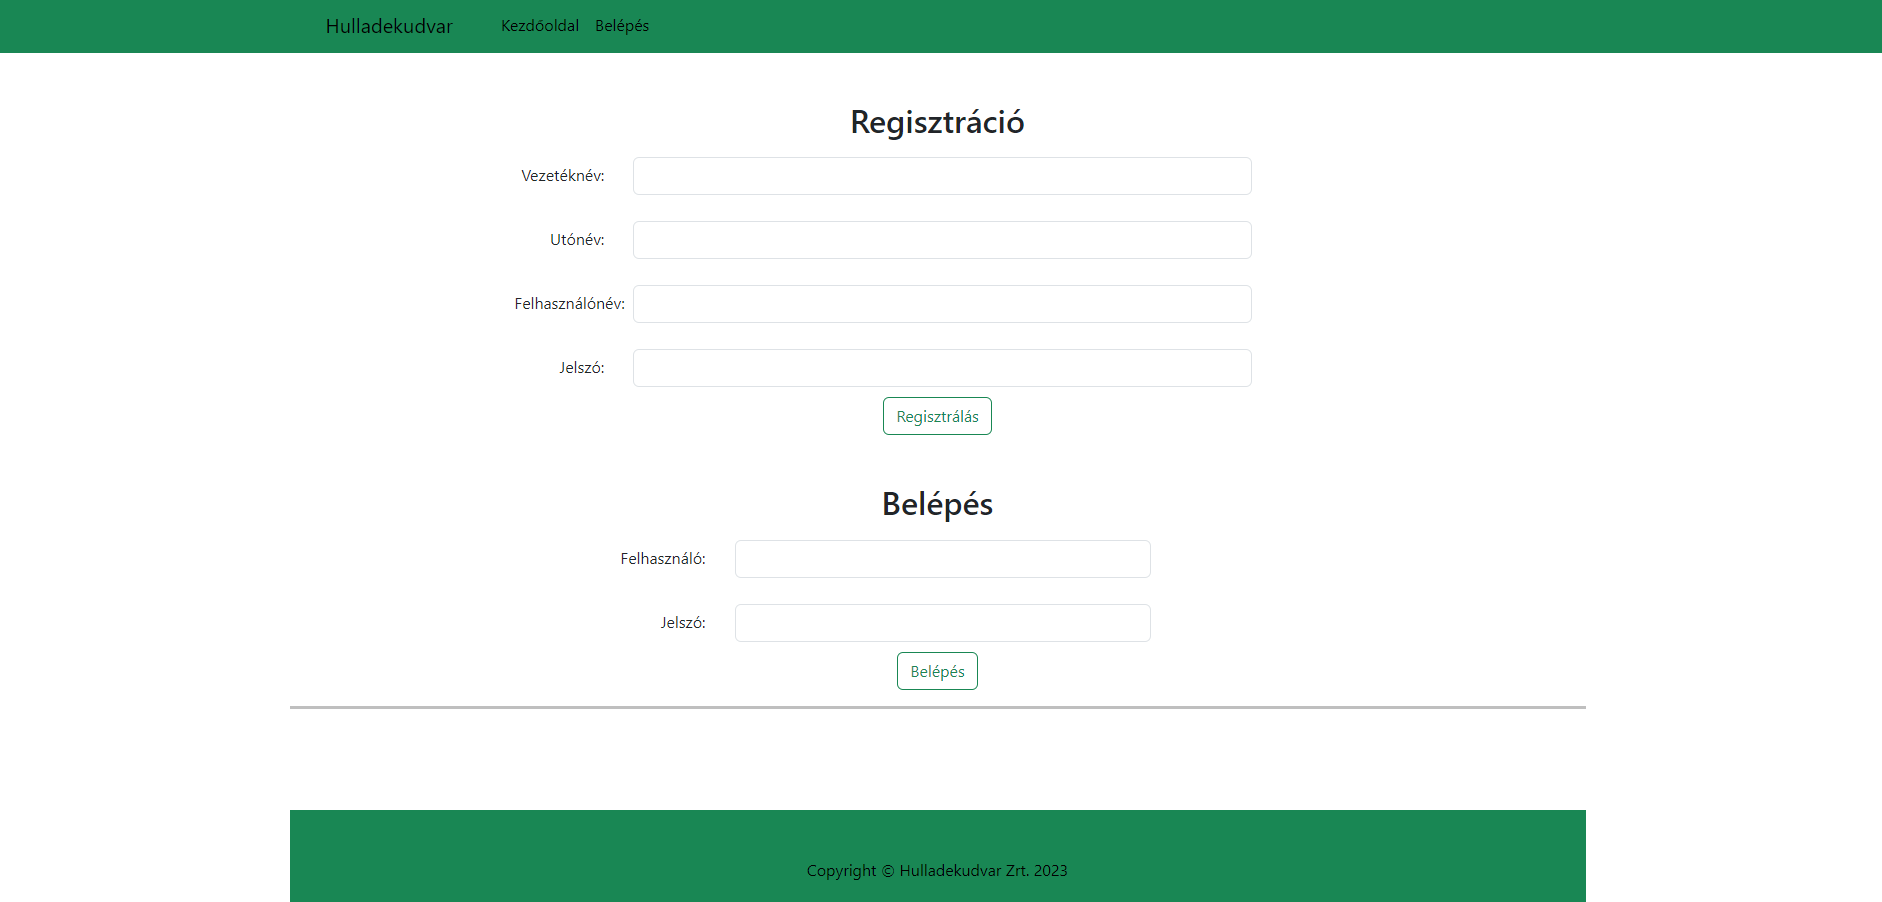 Hulladekudvar Kezdőoldal Belépés
Regisztráció
Vezetéknév:
Utónév:
Felhasználónév:
Jelszó:
Regisztrálás
Belépés
Felhasználó:
Jelszó:
Belépés
Copyright © Hulladekudvar Zrt. 2023